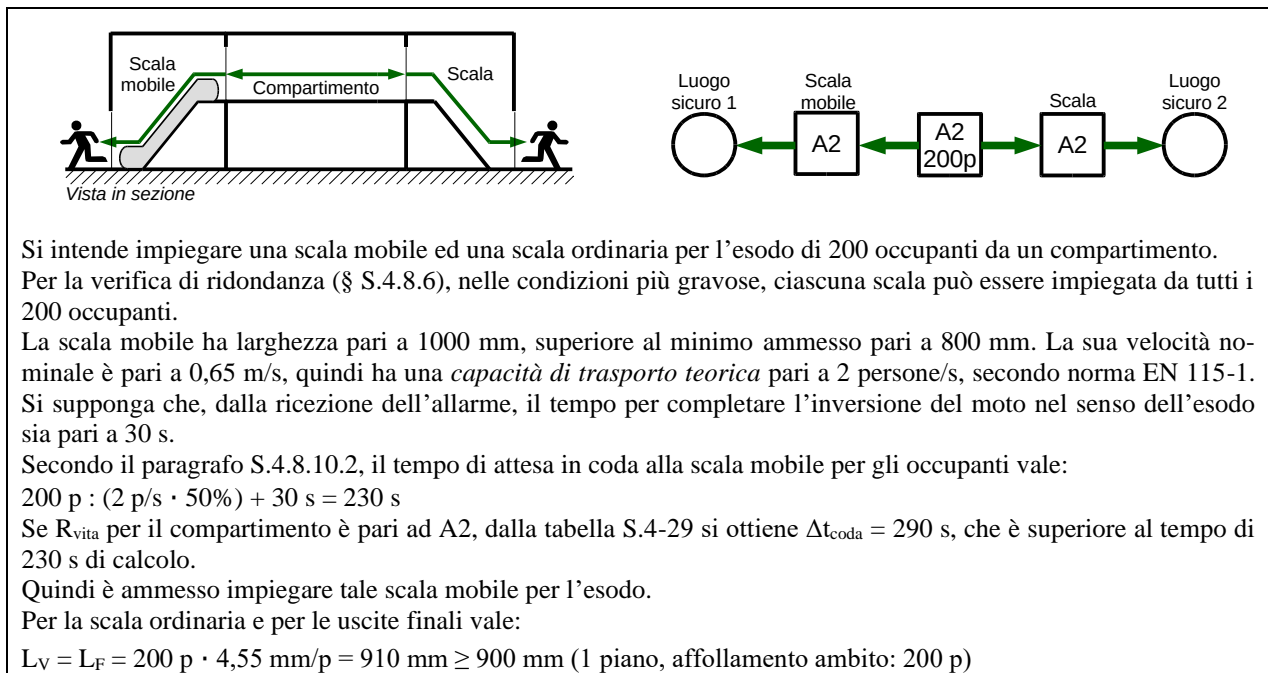 Scala
mobile
Compartimento
Scala
Vista in sezione
Luogo
sicuro 1
Scala
mobile
A2
A2
200p
Scala
A2
Luogo
sicuro 2
Si intende impiegare una scala mobile ed una scala ordinaria per l'esodo di 200 occupanti da un compartimento.
Per la verifica di ridondanza (§ S.4.8.6), nelle condizioni più gravose, ciascuna scala può essere impiegata da tutti i
200 occupanti.
La scala mobile ha larghezza pari a 1000 mm, superiore al minimo ammesso pari a 800 mm. La sua velocità no-
minale è pari a 0,65 m/s, quindi ha una capacità di trasporto teorica pari a 2 persone/s, secondo norma EN 115-1.
Si supponga che, dalla ricezione dell'allarme, il tempo per completare l'inversione del moto nel senso dell'esodo
sia pari a 30 s.
Secondo il paragrafo S.4.8.10.2, il tempo di attesa in coda alla scala mobile per gli occupanti vale:
200 p : (2 p/s · 50%) + 30 s = 230 s
Se Rvita per il compartimento è pari ad A2, dalla tabella S.4-29 si ottiene Δtcoda = 290 s, che è superiore al tempo di
230 s di calcolo.
Quindi è ammesso impiegare tale scala mobile per l'esodo.
Per la scala ordinaria e per le uscite finali vale:
LV = LF = 200 p · 4,55 mm/p = 910 mm ≥ 900 mm (1 piano, affollamento ambito: 200 p)